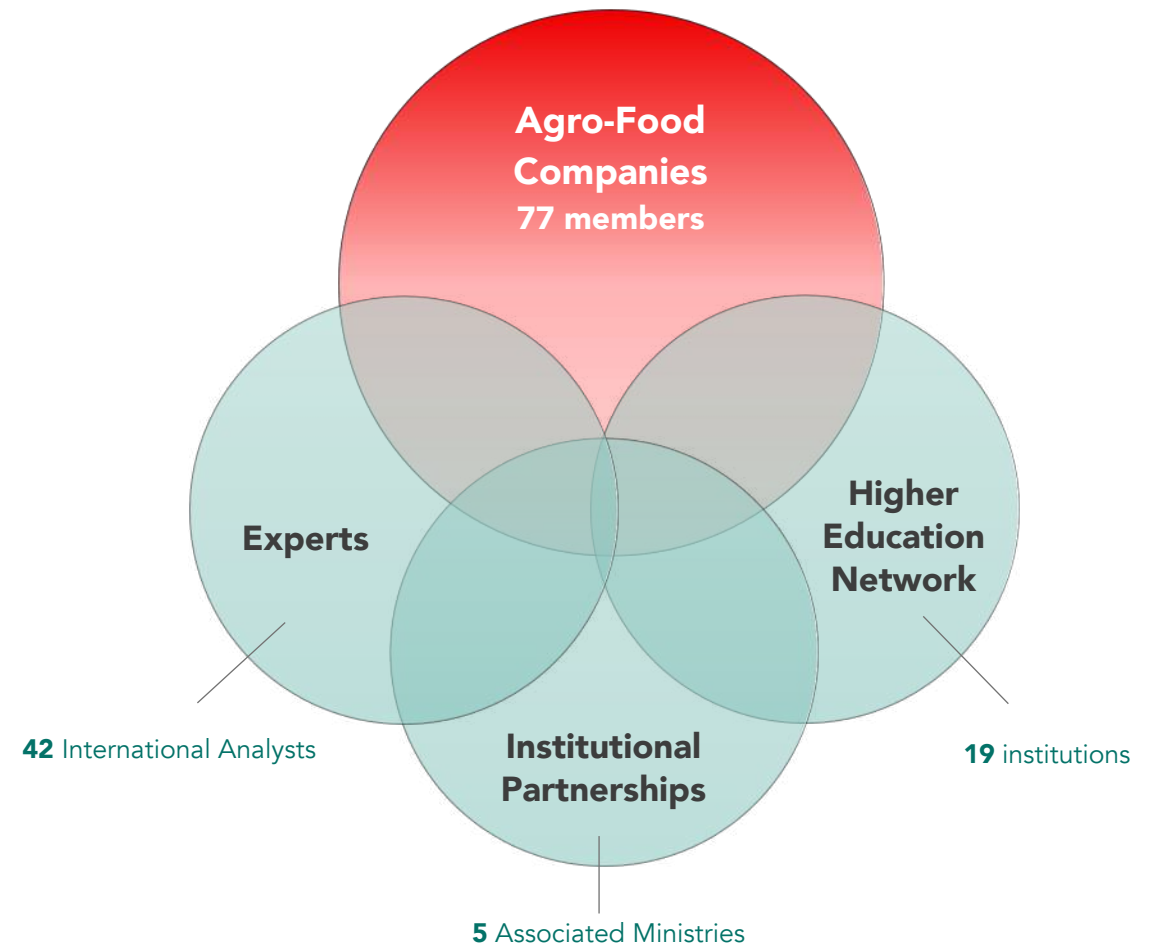 Agro-Food
Companies
77 members
Experts
Higher
Education
Network
42 International Analysts
Institutional
Partnerships
19 institutions
5 Associated Ministries